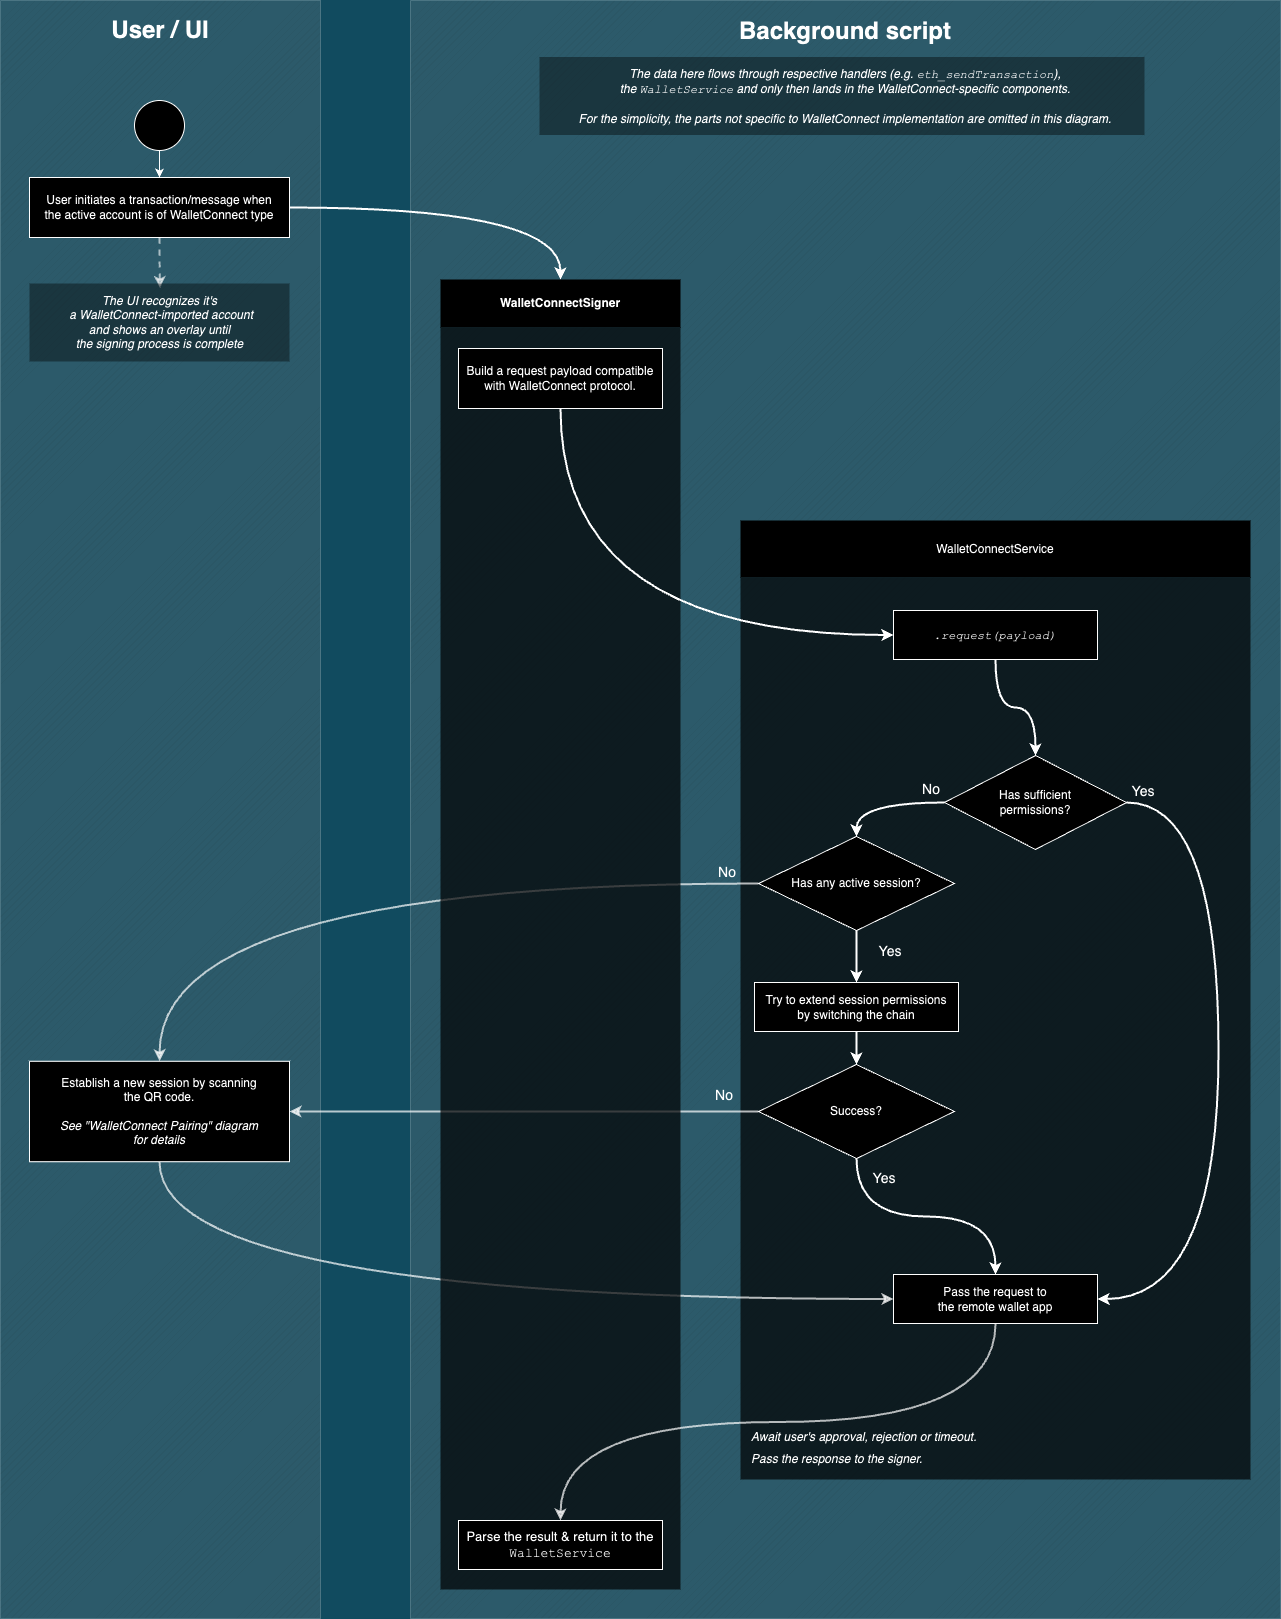 User / UI
Background script
The data here flows through respective handlers (e.g. eth_sendTransaction),
the WalletService and only then lands in the WalletConnect-specific components.
For the simplicity, the parts not specific to WalletConnect implementation are omitted in this diagram.
User initiates a transaction/message when
the active account is of WalletConnect type
The UI recognizes it's
a WalletConnect-imported account
and shows an overlay until
the signing process is complete
WalletConnectSigner
Build a request payload compatible
with WalletConnect protocol.
WalletConnectService
.request(payload)
Has sufficient
permissions?
No
Yes
Has any active session?
No
Yes
Try to extend session permissions
by switching the chain
Success?
No
Yes
Establish a new session by scanning
the QR code.
See "WalletConnect Pairing" diagram
for details
Pass the request to
the remote wallet app
Await user's approval, rejection or timeout.
Pass the response to the signer.
Parse the result & return it to the
WalletService